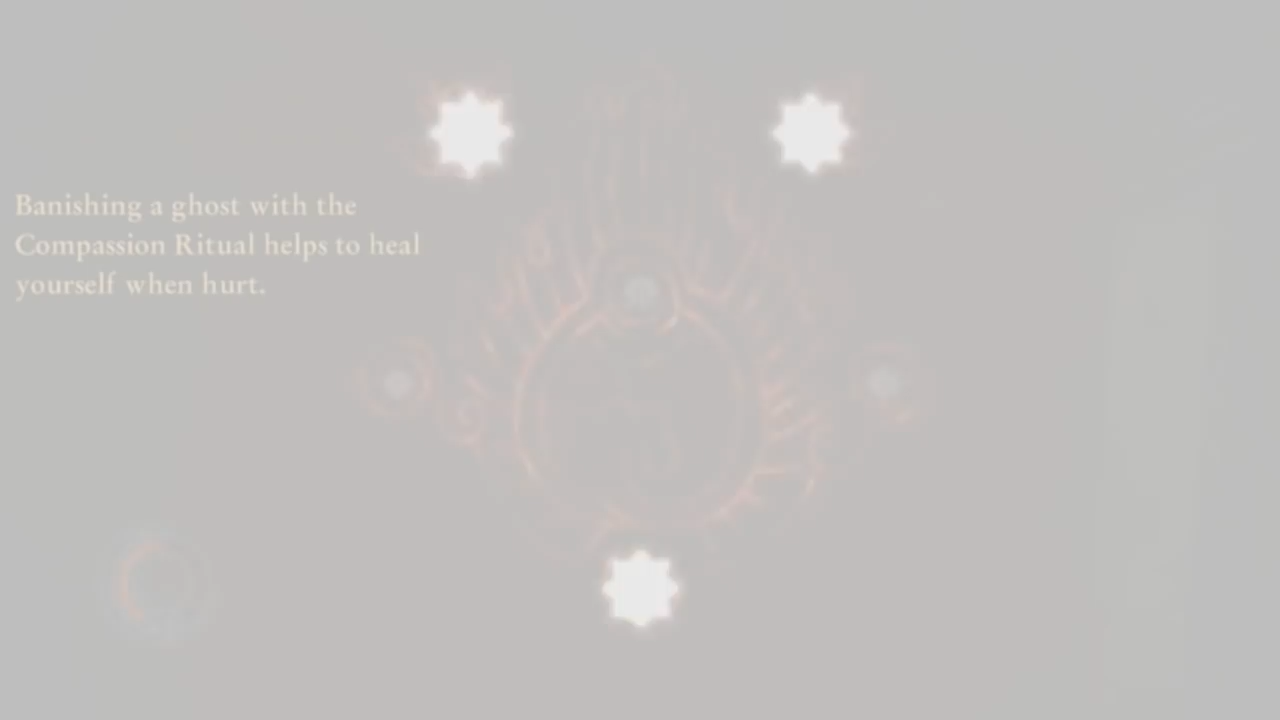 Banishing a ghost with the
Compassion Ritual helps to heal
yourself when hurt.